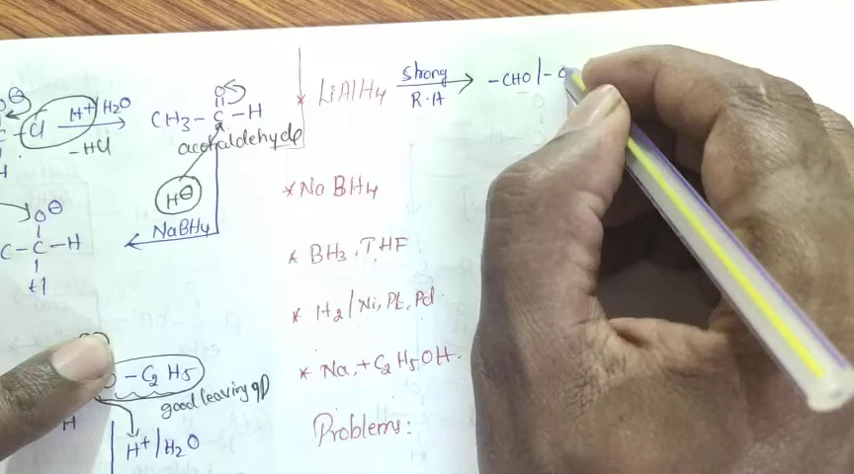 O⊖
C – Cl H+/H2O
– HCl
O
CH3 – C – H
acetaldehyde
H⊖
NaBH4
O⊖
C – C – H
H
– C2H5
good leaving gp
H
H+/H2O
* LiAlH4 strong R.A – CHO / –
* NaBH4
* BH3.THF
* H2/Ni, Pt, Pd.
* Na + C2H5OH.
Problems: